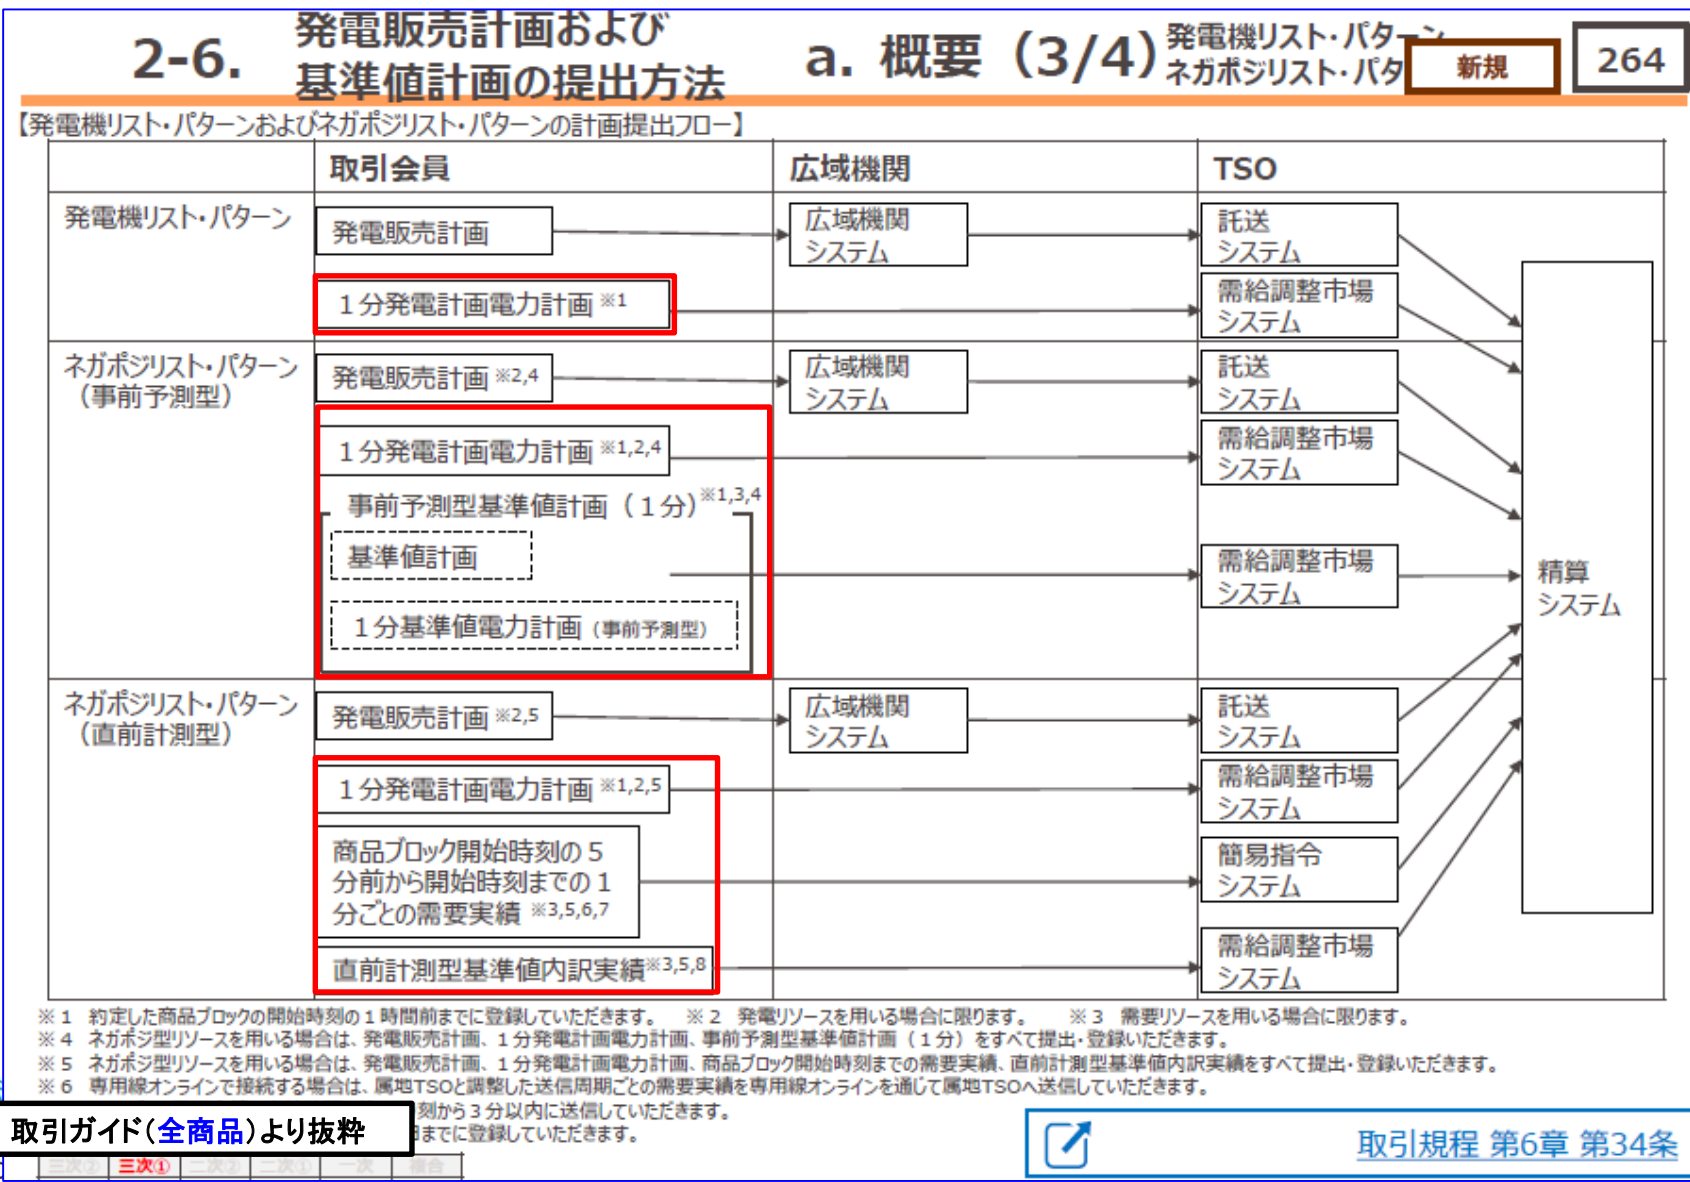 2-6.
発電販売計画および
基準値計画の提出方法
a. 概要（3/4）
発電機リスト・パターン
ネガポジリスト・パタ
新規
264
【発電機リスト・パターンおよびネガポジリスト・パターンの計画提出フロー】
取引会員
広域機関
TSO
発電機リスト・パターン
発電販売計画
広域機関
システム
託送
システム
１分発電計画電力計画 ※1
需給調整市場
システム
ネガポジリスト・パターン
（事前予測型）
発電販売計画 ※2,4
広域機関
システム
託送
システム
１分発電計画電力計画 ※1,2,4
需給調整市場
システム
事前予測型基準値計画（１分）※1,3,4
基準値計画
１分基準値電力計画（事前予測型）
需給調整市場
システム
精算
システム
ネガポジリスト・パターン
（直前計測型）
発電販売計画 ※2,5
広域機関
システム
託送
システム
１分発電計画電力計画 ※1,2,5
需給調整市場
システム
商品ブロック開始時刻の５
分前から開始時刻までの１
分ごとの需要実績 ※3,5,6,7
簡易指令
システム
直前計測型基準値内訳実績※3,5,8
需給調整市場
システム
※１　約定した商品ブロックの開始時刻の１時間前までに登録していただきます。　※２　発電リソースを用いる場合に限ります。　※３　需要リソースを用いる場合に限ります。
※４　ネガポジ型リソースを用いる場合は、発電販売計画、１分発電計画電力計画、事前予測型基準値計画（１分）をすべて提出・登録いただきます。
※５　ネガポジ型リソースを用いる場合は、発電販売計画、１分発電計画電力計画、商品ブロック開始時刻までの需要実績、直前計測型基準値内訳実績をすべて提出・登録いただきます。
※６　専用線オンラインで接続する場合は、属地TSOと調整した送信周期ごとの需要実績を専用線オンラインを通じて属地TSOへ送信していただきます。
刻から３分以内に送信していただきます。
までに登録していただきます。
取引ガイド（全商品）より抜粋
三次② 三次① 二次② 二次① 一次 複合
取引規程 第6章 第34条